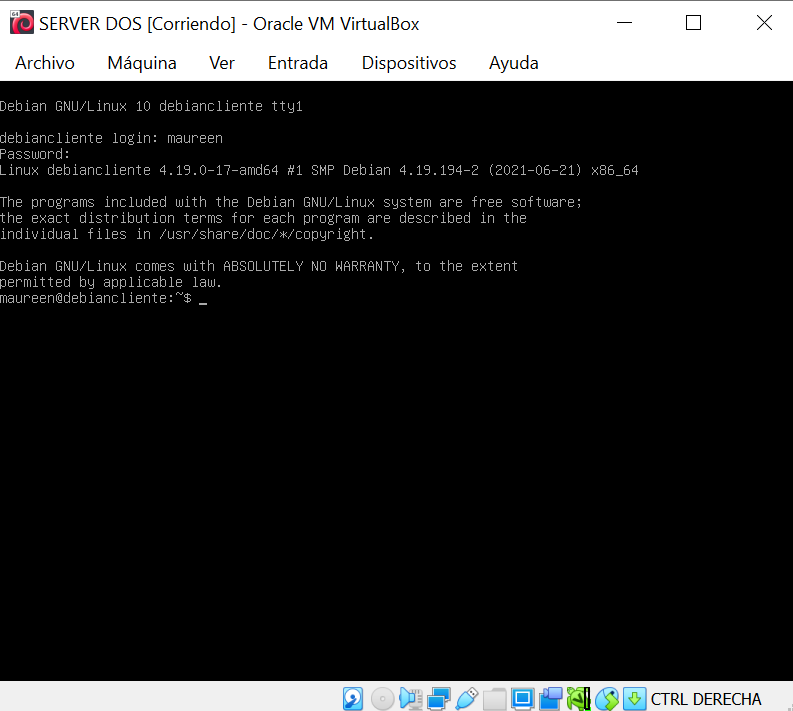 SERVER DOS [Corriendo] - Oracle VM VirtualBox
Archivo Máquina Ver Entrada Dispositivos Ayuda
Debian GNU/Linux 10 debiancliente tty1
debiancliente login: maureen
Password:
Linux debiancliente 4.19.0-17-amd64 #1 SMP Debian 4.19.194-2 (2021-06-21) x86_64
The programs included with the Debian GNU/Linux system are free software;
the exact distribution terms for each program are described in the
individual files in /usr/share/doc/*/copyright.
Debian GNU/Linux comes with ABSOLUTELY NO WARRANTY, to the extent
permitted by applicable law.
maureen@debiancliente:~$ _
CTRL DERECHA